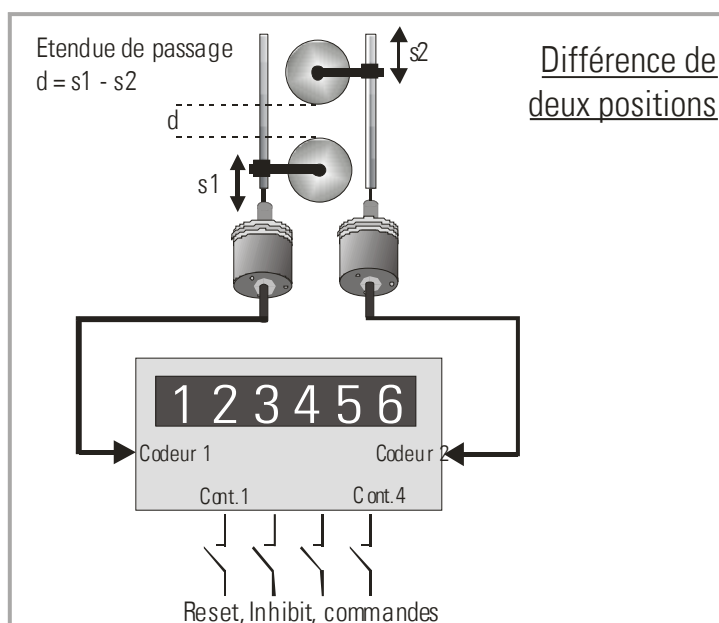 Etendue de passage
d = s1 - s2
Différence de
deux positions
s2
d
s1
123456
Codeur 1
Codeur 2
Cont.1
Cont.4
Reset, Inhibit, commandes